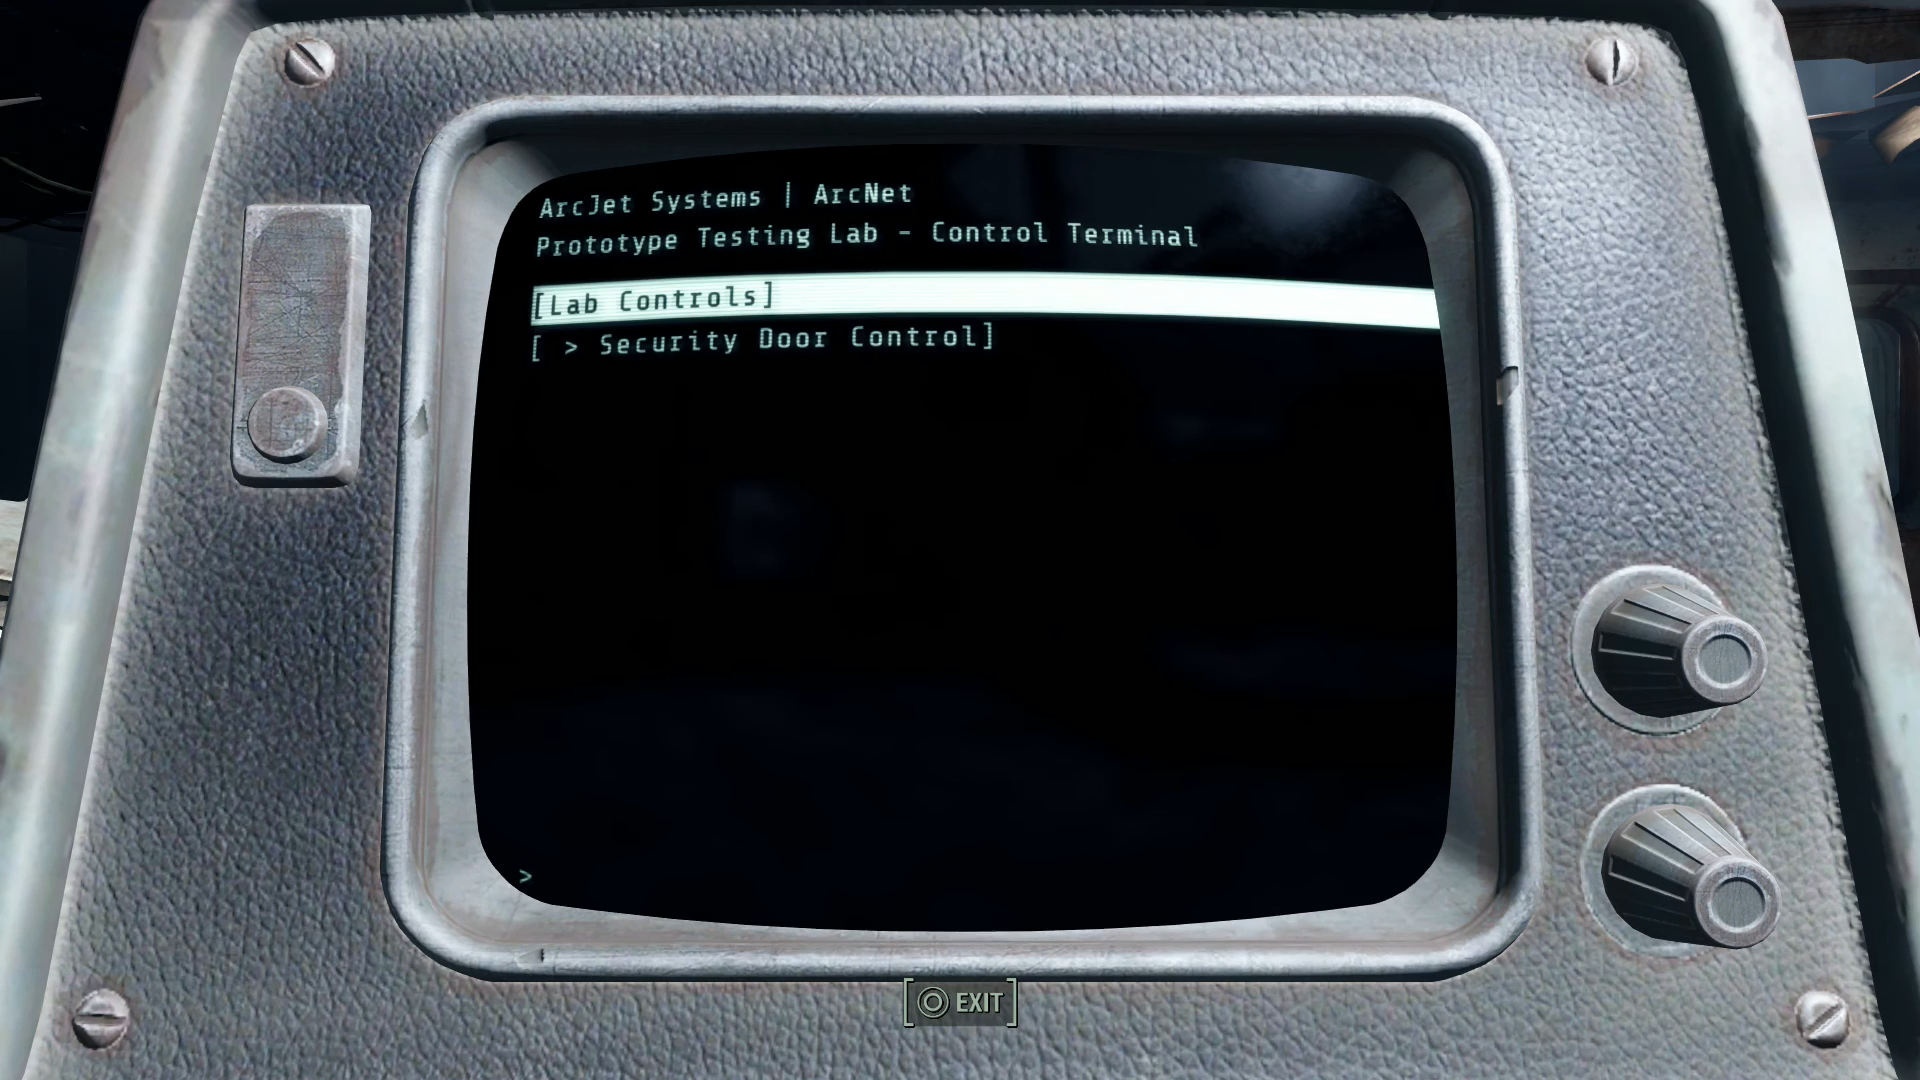 ArcJet Systems | ArcNet
Prototype Testing Lab - Control Terminal
[Lab Controls]
[ > Security Door Control]
>
EXIT